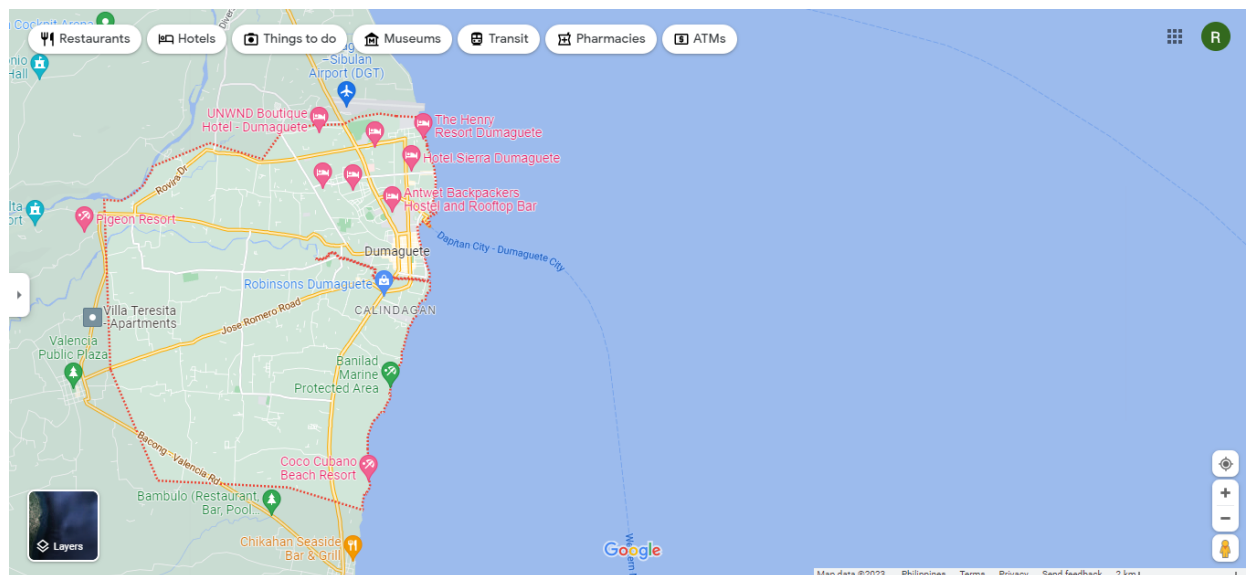 Cockpit Arena
Restaurants
Hotels
Things to do
Museums
Transit
Pharmacies
ATMs
R
-Sibulan
Airport (DGT)
Hall
UNWND Boutique
Hotel - Dumaguete
The Henry
Resort Dumaguete
Hotel Sierra Dumaguete
Rovira Dr
Antwet Backpackers
Hostel and Rooftop Bar
Pigeon Resort
Dapitan City - Dumaguete City
Dumaguete
Robinsons Dumaguete
CALINDAGAN
Villa Teresita
Apartments
Jose Romero Road
Valencia
Public Plaza
Banilad
Marine
Protected Area
Bacong - Valencia Rd
Coco Cubano
Beach Resort
Bambulo (Restaurant,
Bar, Pool...
Chikahan Seaside
Bar & Grill
Layers
Google
Map data ©2023
Philippines
Terms
Privacy
Send feedback
2 km